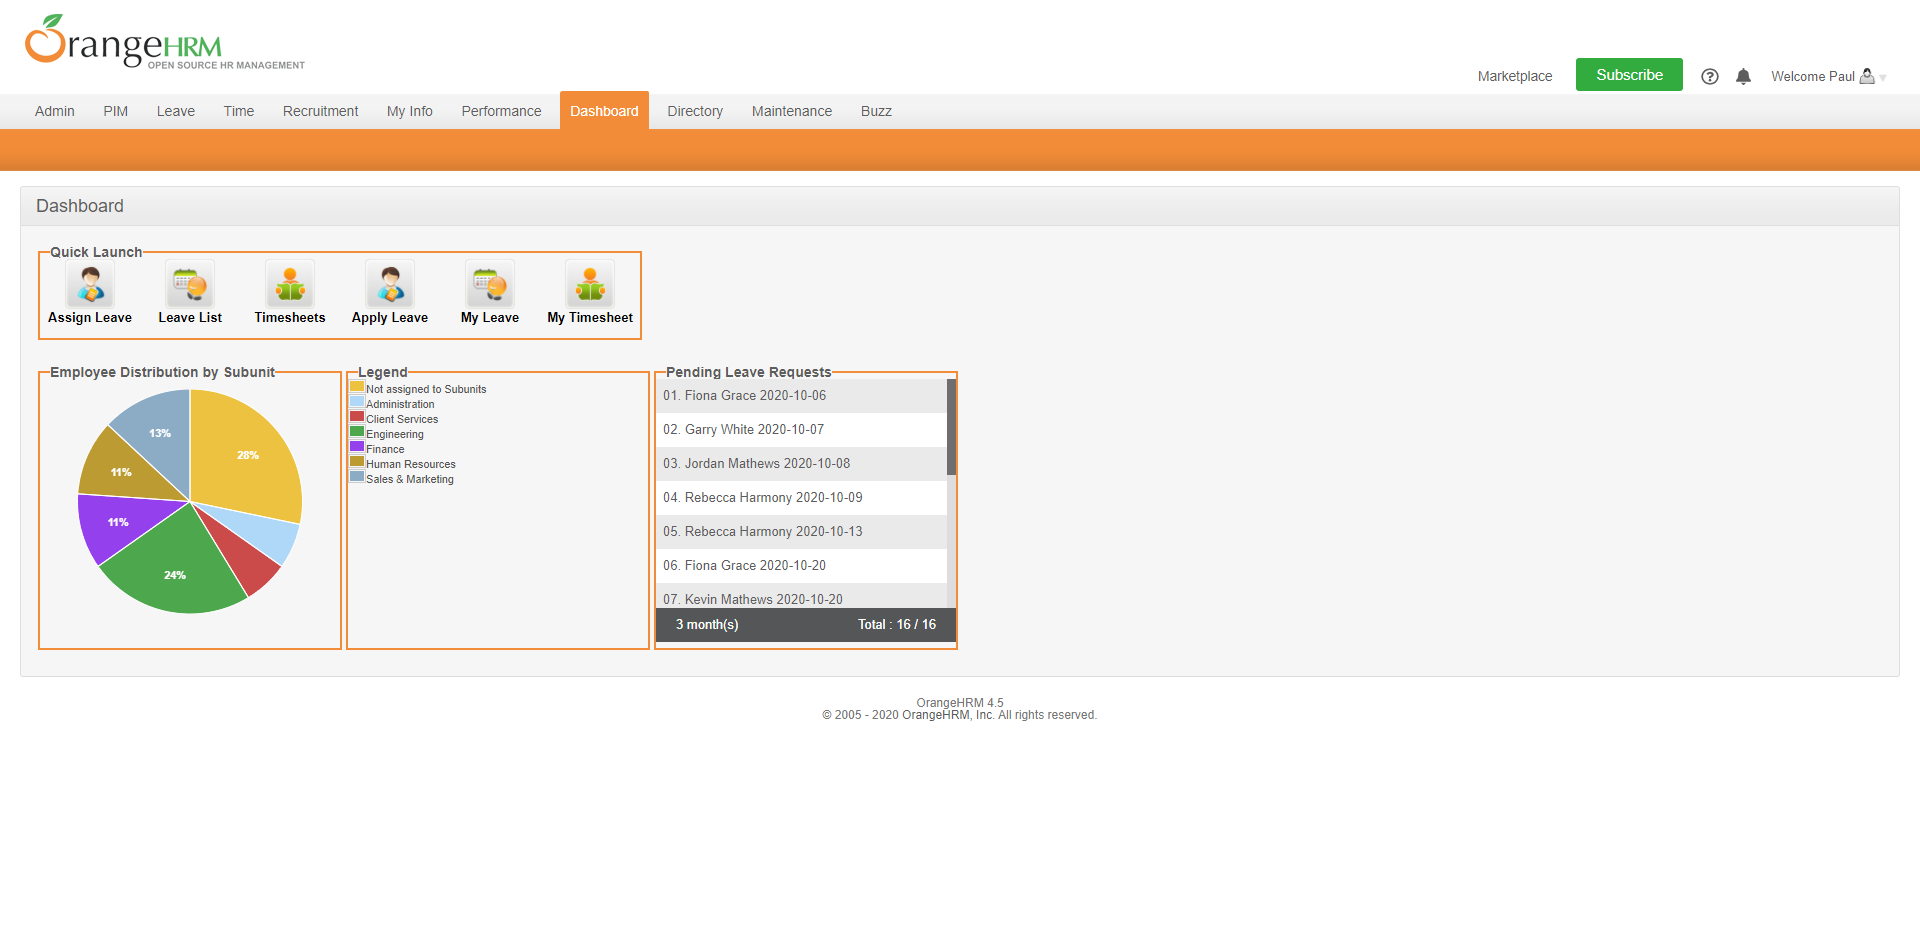 OrangeHRM
OPEN SOURCE HR MANAGEMENT
Marketplace
Subscribe
Welcome Paul
Admin PIM Leave Time Recruitment My Info Performance Dashboard Directory Maintenance Buzz
Dashboard
Quick Launch
Assign Leave Leave List Timesheets Apply Leave My Leave My Timesheet
Employee Distribution by Subunit
28%
13%
11%
11%
24%
Legend
Not assigned to Subunits
Administration
Client Services
Engineering
Finance
Human Resources
Sales & Marketing
Pending Leave Requests
01. Fiona Grace 2020-10-06
02. Garry White 2020-10-07
03. Jordan Mathews 2020-10-08
04. Rebecca Harmony 2020-10-09
05. Rebecca Harmony 2020-10-13
06. Fiona Grace 2020-10-20
07. Kevin Mathews 2020-10-20
3 month(s) Total : 16 / 16
OrangeHRM 4.5
© 2005 - 2020 OrangeHRM, Inc. All rights reserved.